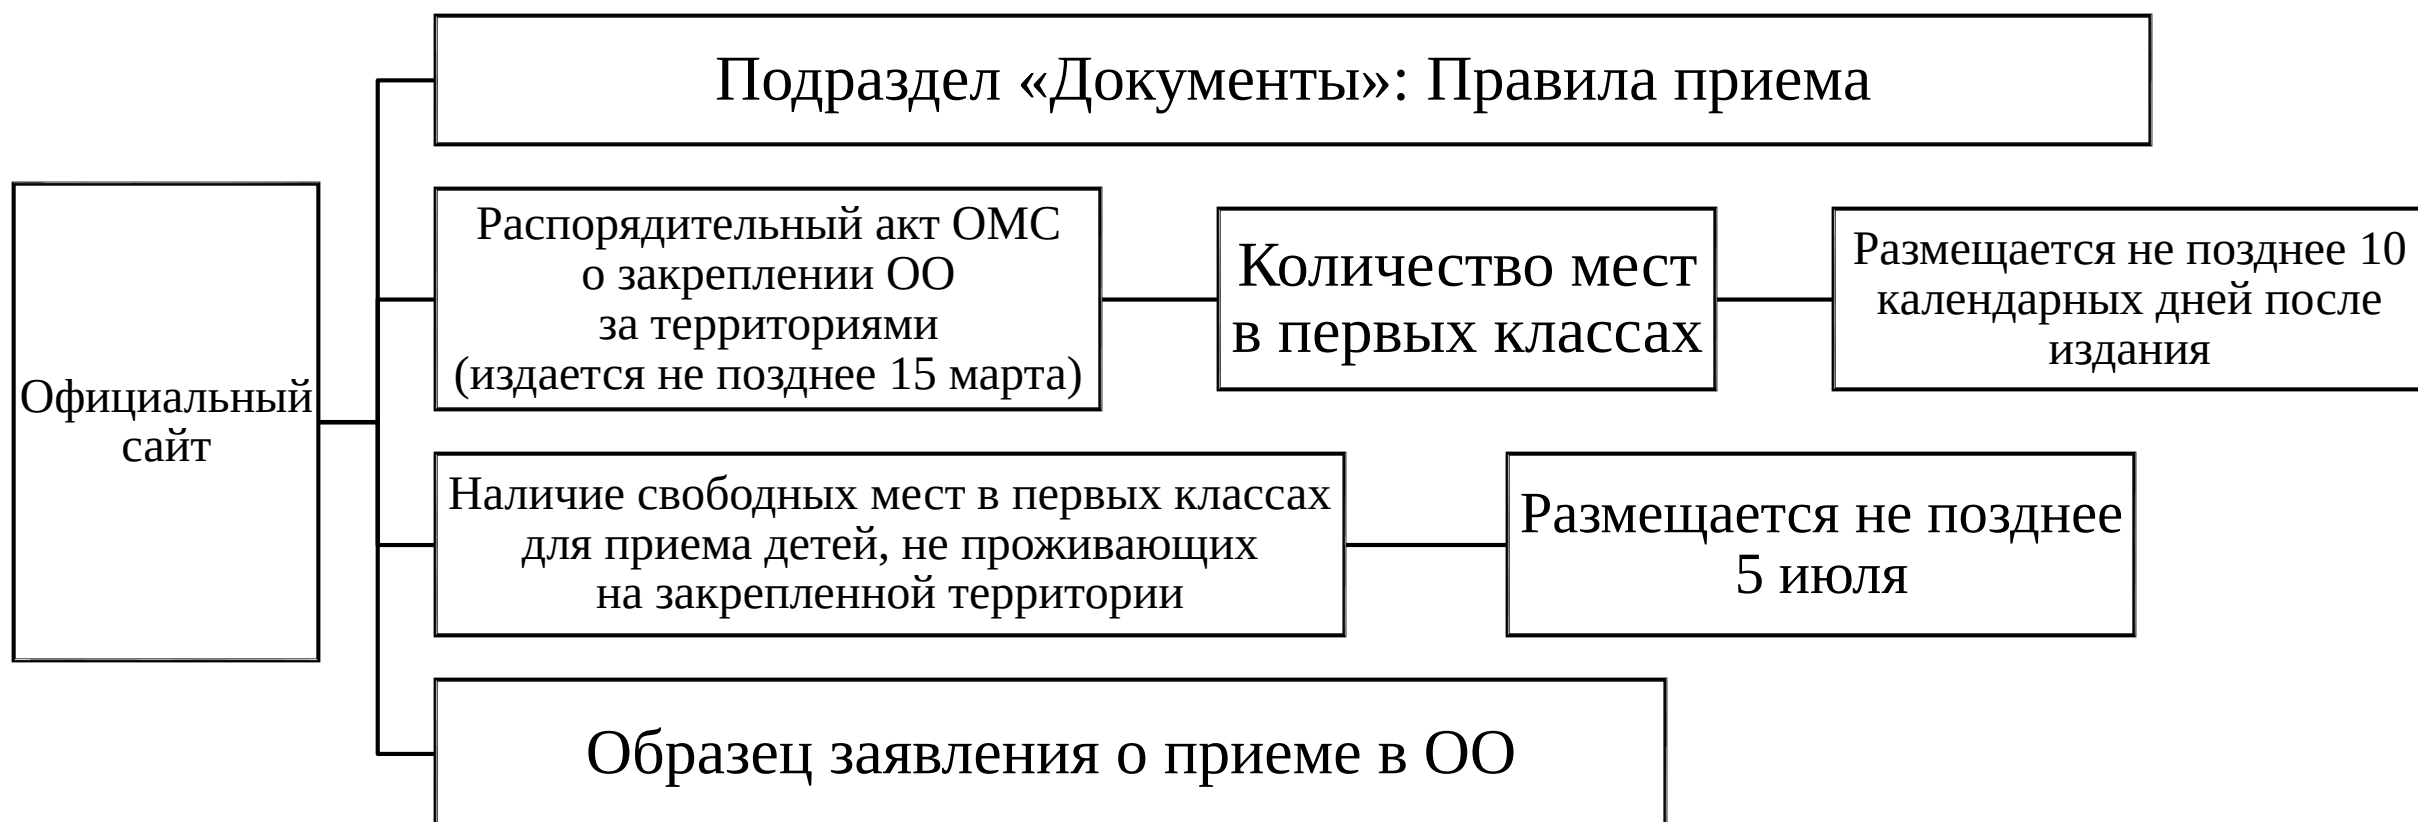 Подраздел «Документы»: Правила приема
Официальный
сайт
Распорядительный акт ОМС
о закреплении ОО
за территориями
(издается не позднее 15 марта)
Количество мест
в первых классах
Размещается не позднее 10
календарных дней после
издания
Наличие свободных мест в первых классах
для приема детей, не проживающих
на закрепленной территории
Размещается не позднее
5 июля
Образец заявления о приеме в ОО